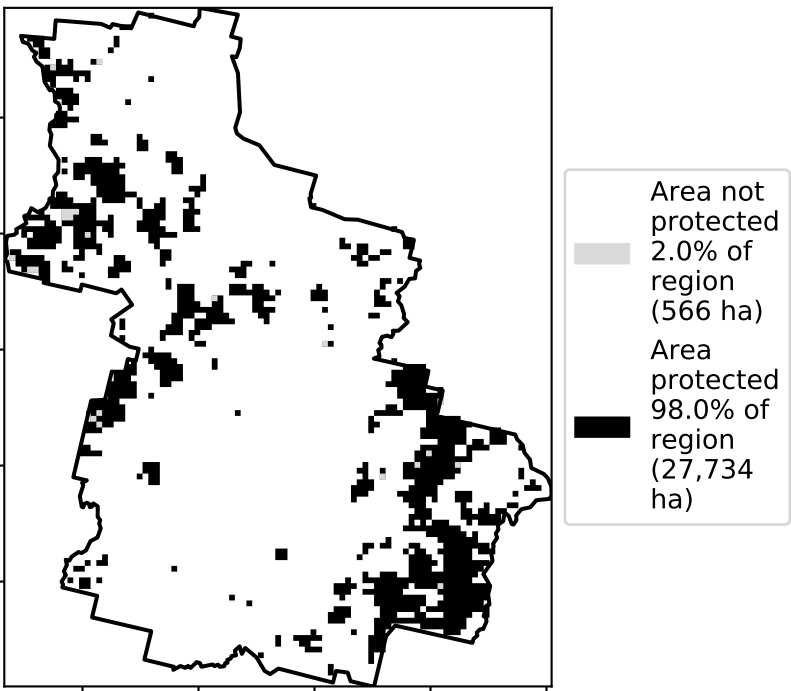 Area not
protected
2.0% of
region
(566 ha)
Area
protected
98.0% of
region
(27,734
ha)